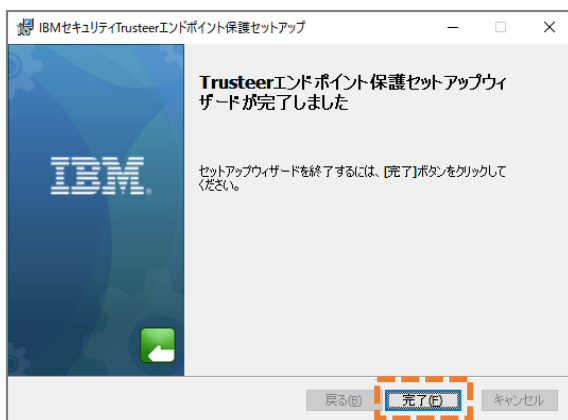 IBMセキュリティTrusteerエンドポイント保護セットアップ
Trusteerエンドポイント保護セットアップウィ
ザードが完了しました
IBM.
セットアップウィザードを終了するには、[完了]ボタンをクリックして
ください。
戻る(B) 完了(F) キャンセル